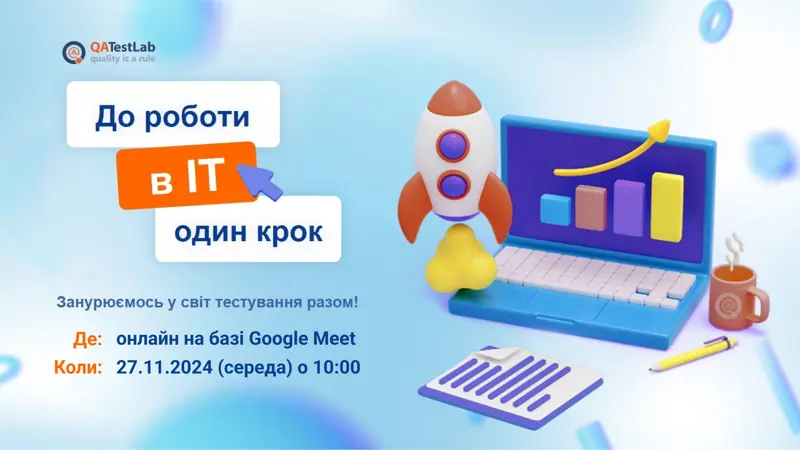 QATestLab
quality is a rule
До роботи
в ІТ
один крок
Занурюємось у світ тестування разом!
Де: онлайн на базі Google Meet
Коли: 27.11.2024 (середа) о 10:00